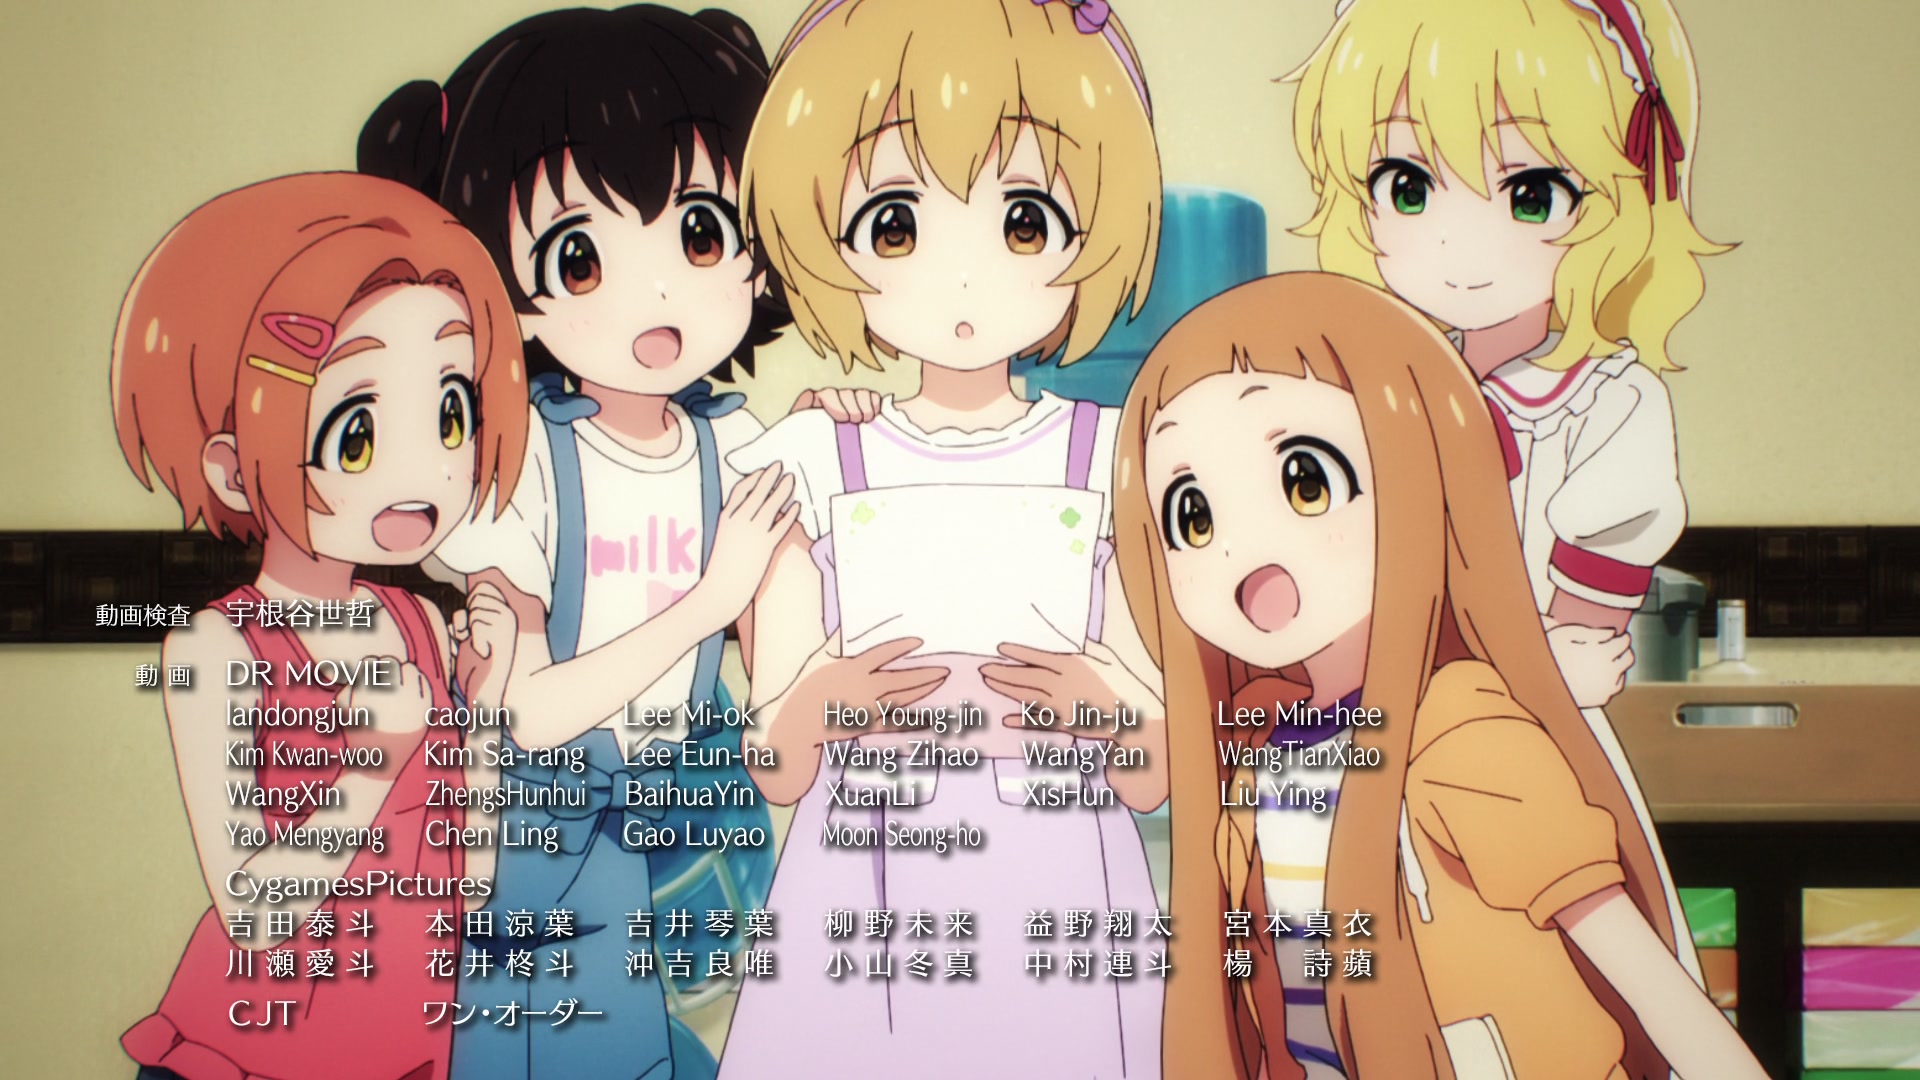 milk
動画検査 宇根谷世哲
動画 DR MOVIE
landongjun caojun Lee Mi-ok Heo Young-jin Ko Jin-ju Lee Min-hee
Kim Kwan-woo Kim Sa-rang Lee Eun-ha Wang Zihao WangYan WangTianXiao
WangXin ZhengsHunhui BaihuaYin XuanLi XisHun Liu Ying
Yao Mengyang Chen Ling Gao Luyao Moon Seong-ho
CygamesPictures
吉田泰斗 本田涼葉 吉井琴葉 柳野未来 益野翔太 宮本真衣
川瀬愛斗 花井柊斗 沖吉良唯 小山冬真 中村連斗 楊 詩蘋
CJT ワン・オーダー